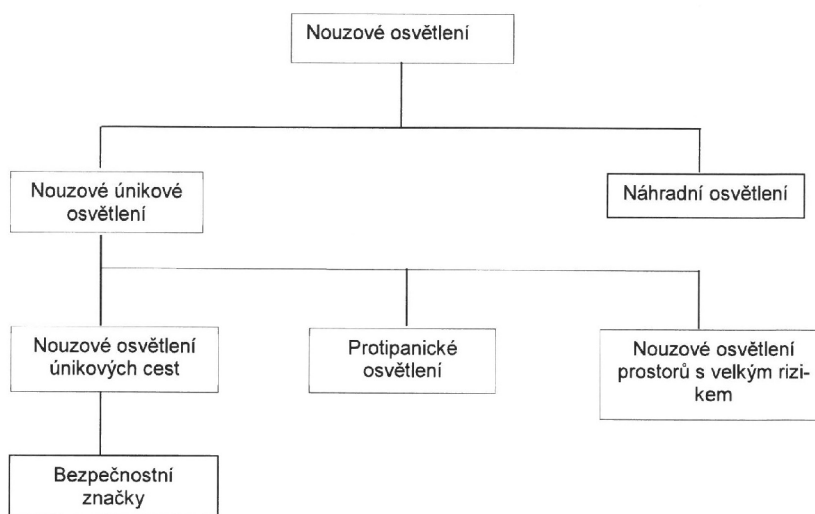 Nouzové osvětlení
Nouzové únikové
osvětlení
Náhradní osvětlení
Nouzové osvětlení
únikových cest
Protipanické
osvětlení
Nouzové osvětlení
prostorů s velkým rizi-
kem
Bezpečnostní
značky